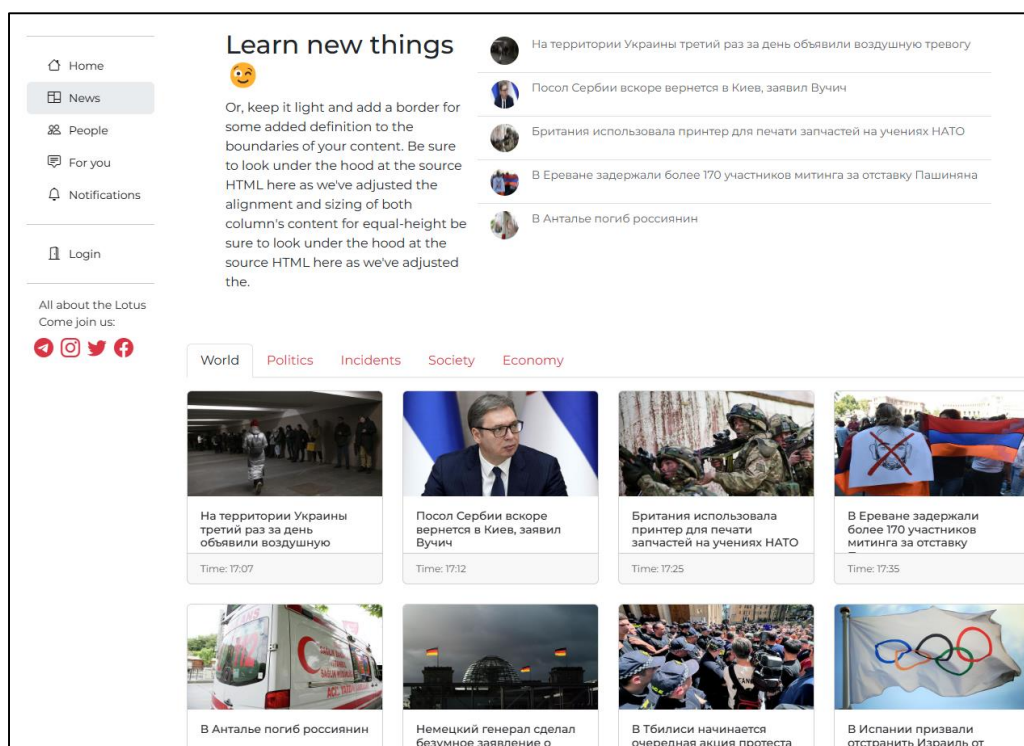 Home
News
People
For you
Notifications
Login
All about the Lotus
Come join us:
Learn new things
Or, keep it light and add a border for
some added definition to the
boundaries of your content. Be sure
to look under the hood at the source
HTML here as we've adjusted the
alignment and sizing of both
column's content for equal-height be
sure to look under the hood at the
source HTML here as we've adjusted
the.
На территории Украины третий раз за день объявили воздушную тревогу
Посол Сербии вскоре вернется в Киев, заявил Вучич
Британия использовала принтер для печати запчастей на учениях НАТО
В Ереване задержали более 170 участников митинга за отставку Пашиняна
В Анталье погиб россиянин
World Politics Incidents Society Economy
На территории Украины
третий раз за день
объявили воздушную
Time: 17:07
Посол Сербии вскоре
вернется в Киев, заявил
Вучич
Time: 17:12
Британия использовала
принтер для печати
запчастей на учениях НАТО
Time: 17:25
В Ереване задержали
более 170 участников
митинга за отставку
Time: 17:35
112
В Анталье погиб россиянин
Немецкий генерал сделал
безумное заявление о
В Тбилиси начинается
очередная акция протеста
В Испании призвали
отстранить Израиль от